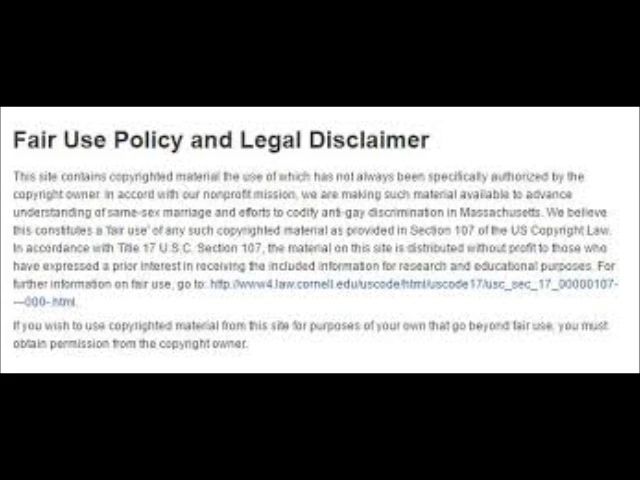 Fair Use Policy and Legal Disclaimer
This site contains copyrighted material the use of which has not always been specifically authorized by the
copyright owner. In accord with our nonprofit mission, we are making such material available to advance
understanding of same-sex marriage and efforts to codify anti-gay discrimination in Massachusetts. We believe
this constitutes a 'fair use' of any such copyrighted material as provided in Section 107 of the US Copyright Law.
In accordance with Title 17 U.S.C. Section 107, the material on this site is distributed without profit to those who
have expressed a prior interest in receiving the included information for research and educational purposes. For
further information on fair use, go to: http://www4.law.cornell.edu/uscode/html/uscode17/usc_sec_17_00000107-
---000-.html.
If you wish to use copyrighted material from this site for purposes of your own that go beyond fair use, you must
obtain permission from the copyright owner.